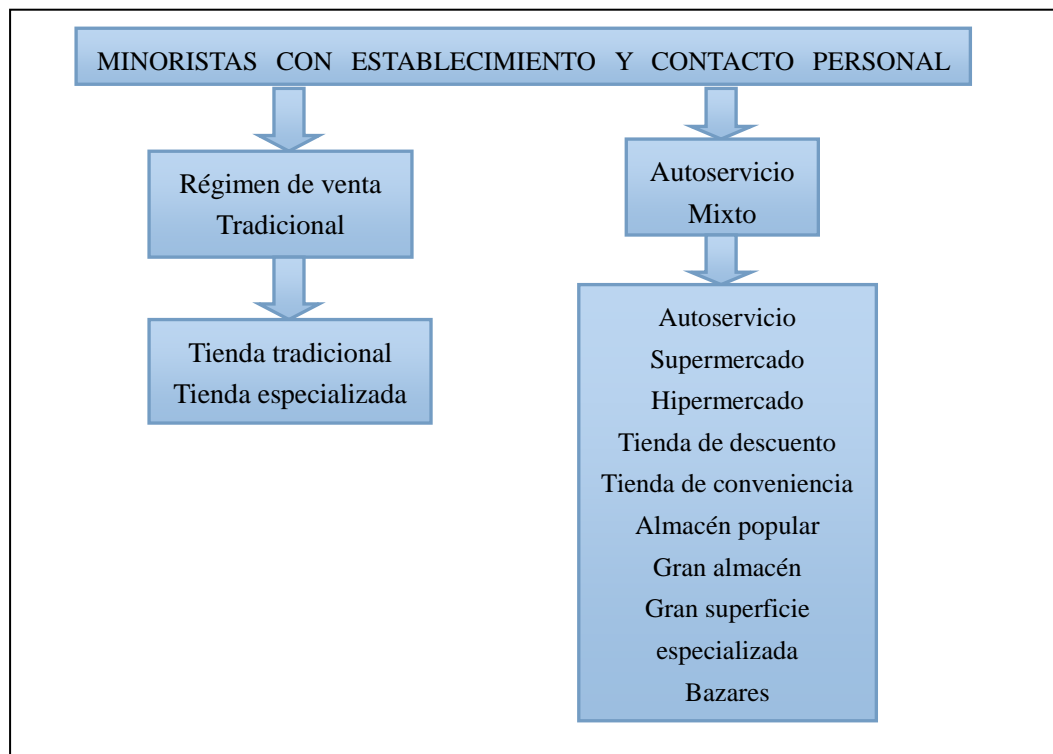 MINORISTAS CON ESTABLECIMIENTO Y CONTACTO PERSONAL
Régimen de venta
Tradicional
Tienda tradicional
Tienda especializada
Autoservicio
Mixto
Autoservicio
Supermercado
Hipermercado
Tienda de descuento
Tienda de conveniencia
Almacén popular
Gran almacén
Gran superficie
especializada
Bazares